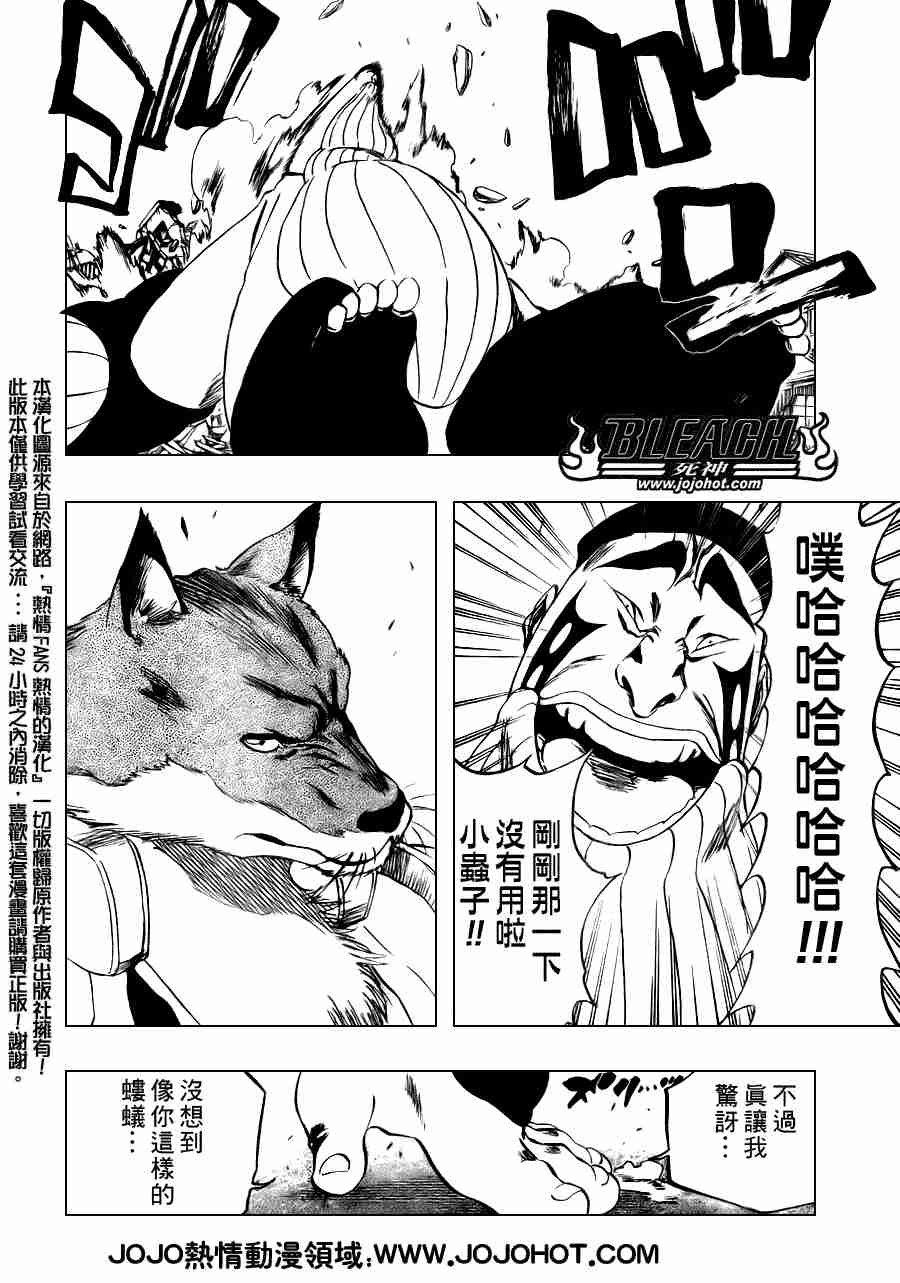 BLEACH
死神
www.jojohot.com
噗哈哈哈哈哈哈!!!
剛剛那一下
沒有用啦
小蟲子!!
不過
真讓我
驚訝…
沒想到
像你這樣的
螻蟻…
本漢化圖源來自於網路,『熱情FANS 熱情的漢化』一切版權歸原作者與出版社擁有!
此版本僅供學習試看交流...請24小時之內消除,喜歡這套漫畫請購買正版!謝謝。
JOJO熱情動漫領域:WWW.JOJOHOT.COM